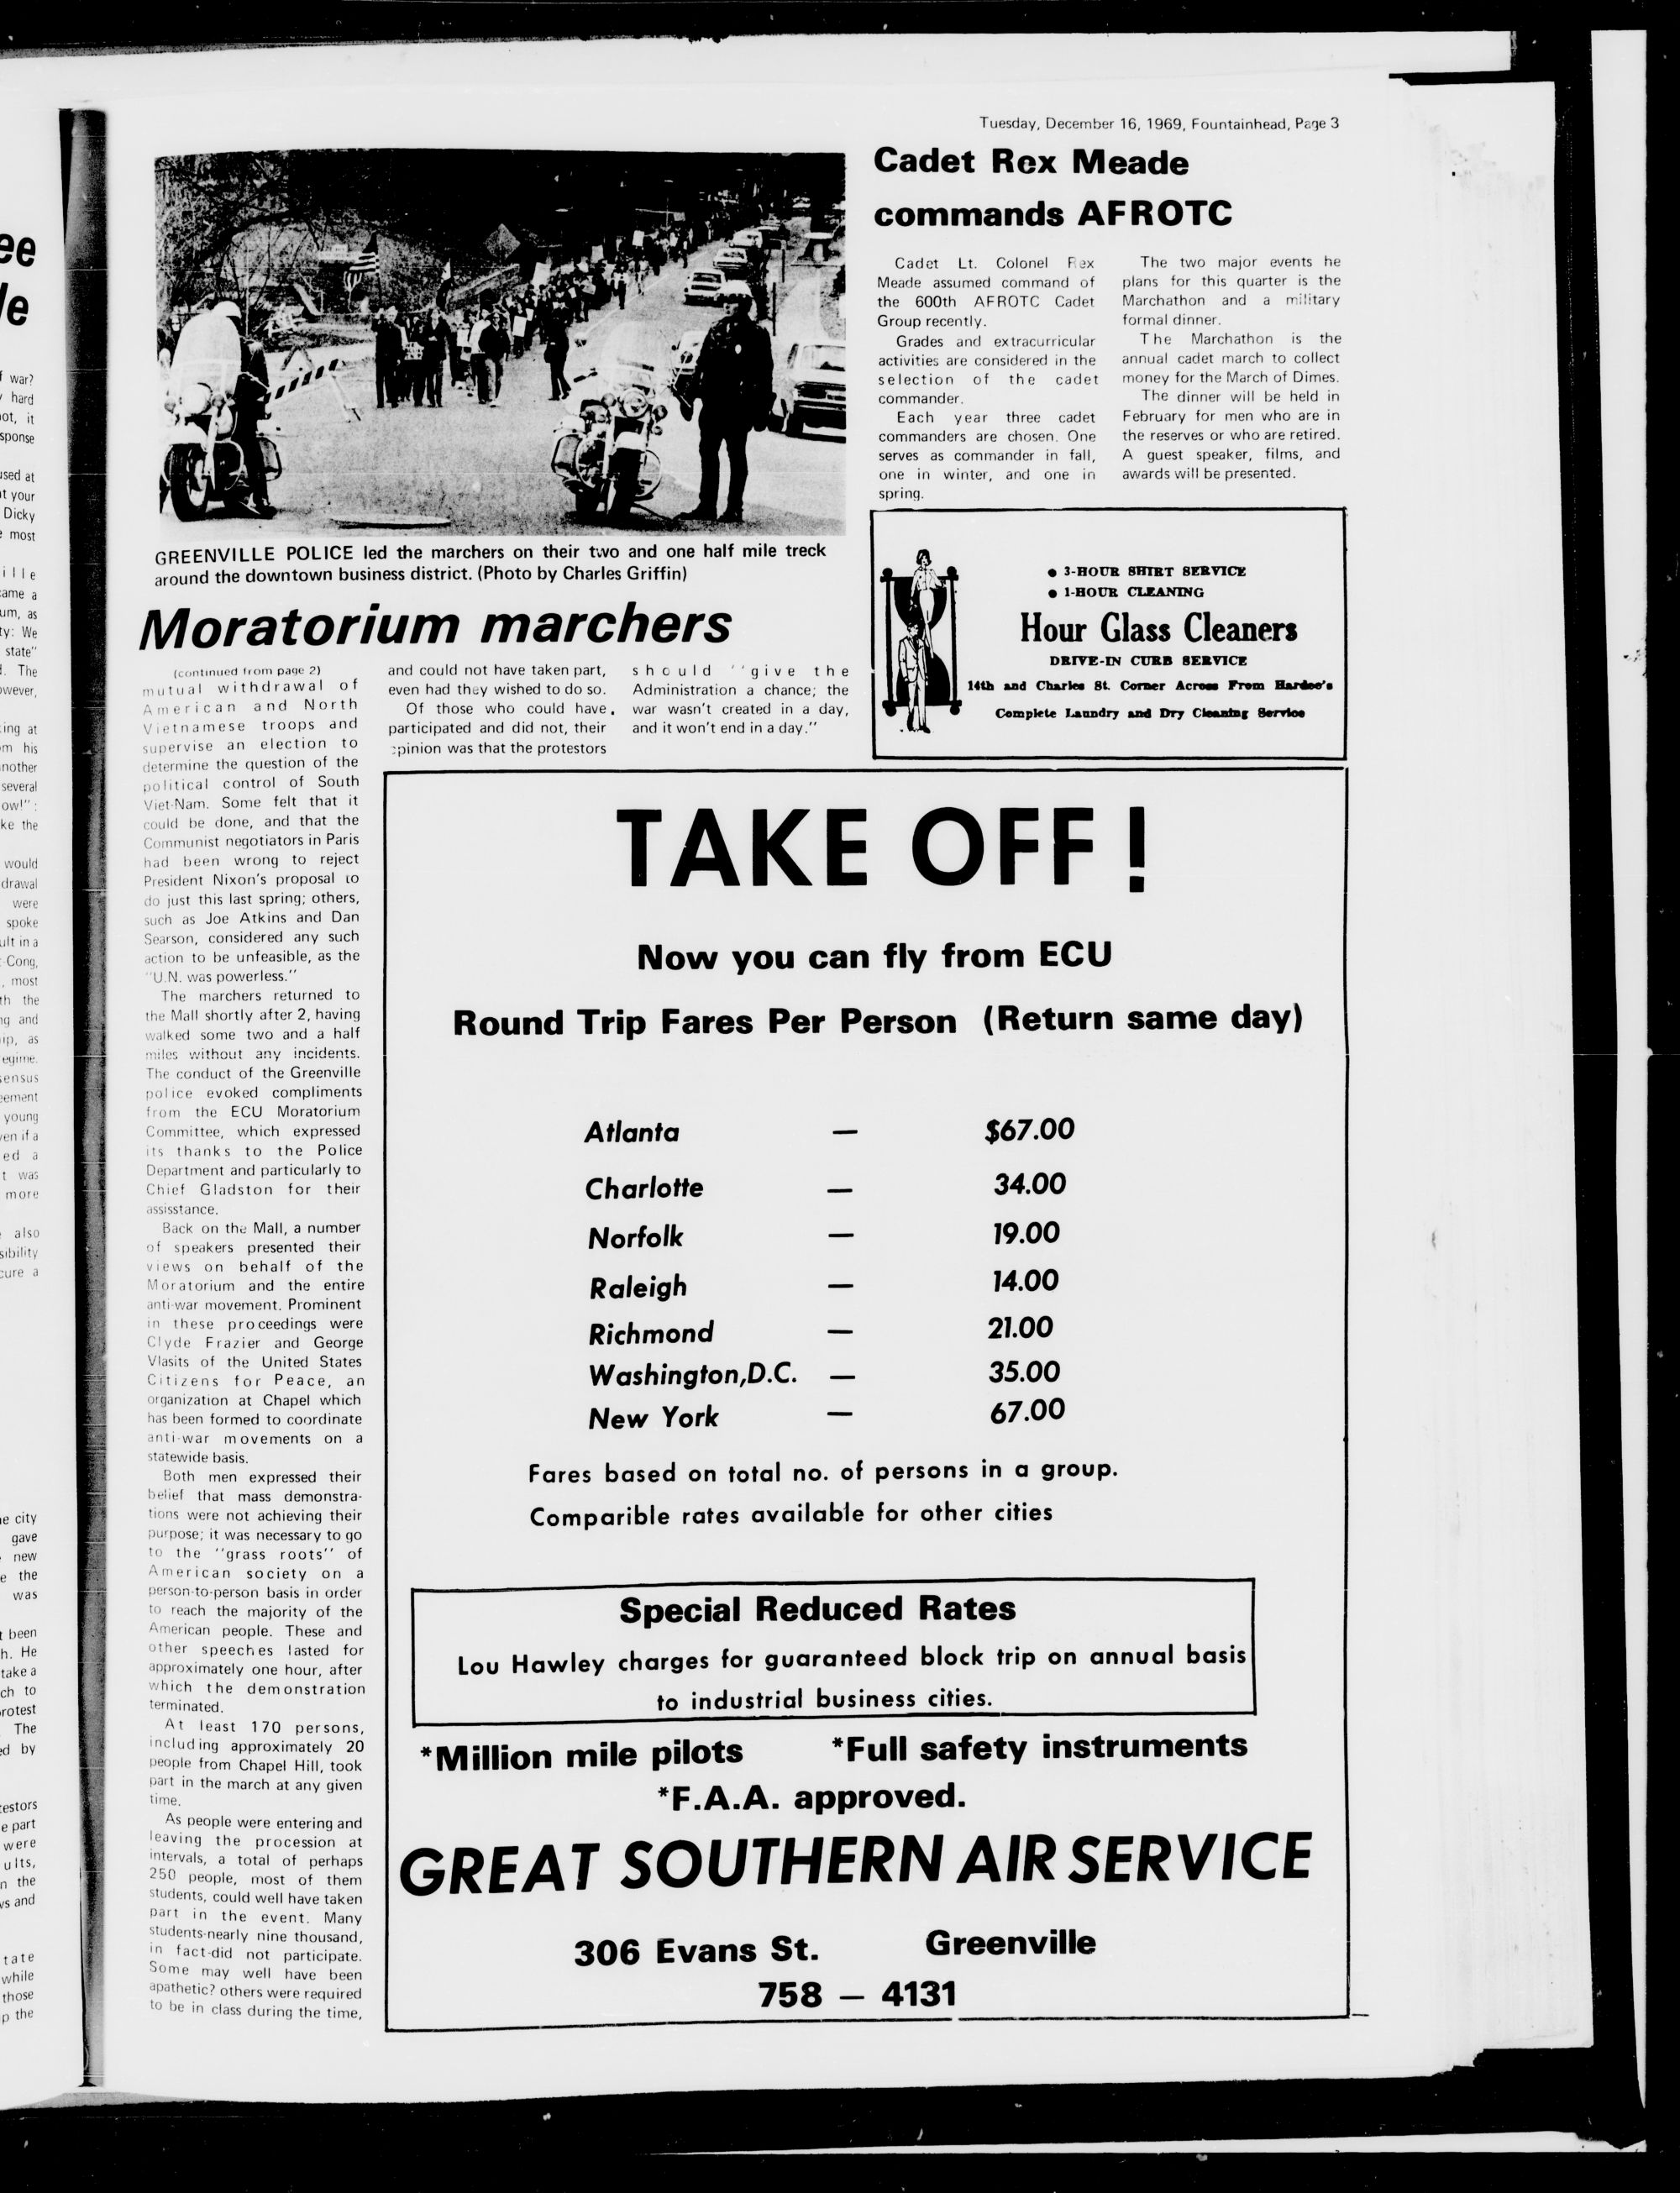 Tuesday, December 16, 1969, Fountainhead, Page 3
GREENVILLE POLICE led the marchers on their two and one half mile treck
around the downtown business district. (Photo by Charles Griffin)
Moratorium marchers
(continued from page 2)
mutual withdrawal of
American and North
Vietnamese troops and
supervise an election to
determine the question of the
political control of South
Viet-Nam. Some felt that it
could be done, and that the
Communist negotiators in Paris
had been wrong to reject
President Nixon's proposal to
do just this last spring; others,
such as Joe Atkins and Dan
Searson, considered any such
action to be unfeasible, as the
"U.N. was powerless."
The marchers returned to
the Mall shortly after 2, having
walked some two and a half
miles without any incidents.
The conduct of the Greenville
police evoked compliments
from the ECU Moratorium
Committee, which expressed
its thanks to the Police
Department and particularly to
Chief Gladston for their
assisstance.
Back on the Mall, a number
of speakers presented their
views on behalf of the
Moratorium and the entire
anti-war movement. Prominent
in these proceedings were
Clyde Frazier and George
Vlasits of the United States
Citizens for Peace, an
organization at Chapel which
has been formed to coordinate
anti-war movements on a
statewide basis.
Both men expressed their
belief that mass demonstra-
tions were not achieving their
purpose; it was necessary to go
to the "grass roots" of
American society on a
person-to-person basis in order
to reach the majority of the
American people. These and
other speeches lasted for
approximately one hour, after
which the demonstration
terminated.
At least 170 persons,
including approximately 20
people from Chapel Hill, took
part in the march at any given
time.
As people were entering and
leaving the procession at
intervals, a total of perhaps
250 people, most of them
students, could well have taken
part in the event. Many
students-nearly nine thousand,
in fact-did not participate.
Some may well have been
apathetic? others were required
to be in class during the time,
and could not have taken part,
even had they wished to do so.
Of those who could have
participated and did not, their
opinion was that the protestors
should "give the
Administration a chance; the
war wasn't created in a day,
and it won't end in a day."
Cadet Rex Meade
commands AFROTC
Cadet Lt. Colonel Rex
Meade assumed command of
the 600th AFROTC Cadet
Group recently.
Grades and extracurricular
activities are considered in the
selection of the cadet
commander.
Each year three cadet
commanders are chosen. One
serves as commander in fall,
one in winter, and one in
spring.
The two major events he
plans for this quarter is the
Marchathon and a military
formal dinner.
The Marchathon is the
annual cadet march to collect
money for the March of Dimes.
The dinner will be held in
February for men who are in
the reserves or who are retired.
A guest speaker, films, and
awards will be presented.
• 3-HOUR SHIRT SERVICE
• 1-HOUR CLEANING
Hour Glass Cleaners
DRIVE-IN CURB SERVICE
14th and Charles St. Corner Across From Hardee's
Complete Laundry and Dry Cleaning Service
TAKE OFF!
Now you can fly from ECU
Round Trip Fares Per Person (Return same day)
Atlanta — $67.00
Charlotte — 34.00
Norfolk — 19.00
Raleigh — 14.00
Richmond — 21.00
Washington,D.C. — 35.00
New York — 67.00
Fares based on total no. of persons in a group.
Comparible rates available for other cities
Special Reduced Rates
Lou Hawley charges for guaranteed block trip on annual basis
to industrial business cities.
*Million mile pilots *Full safety instruments
*F.A.A. approved.
GREAT SOUTHERN AIR SERVICE
306 Evans St. Greenville
758 — 4131